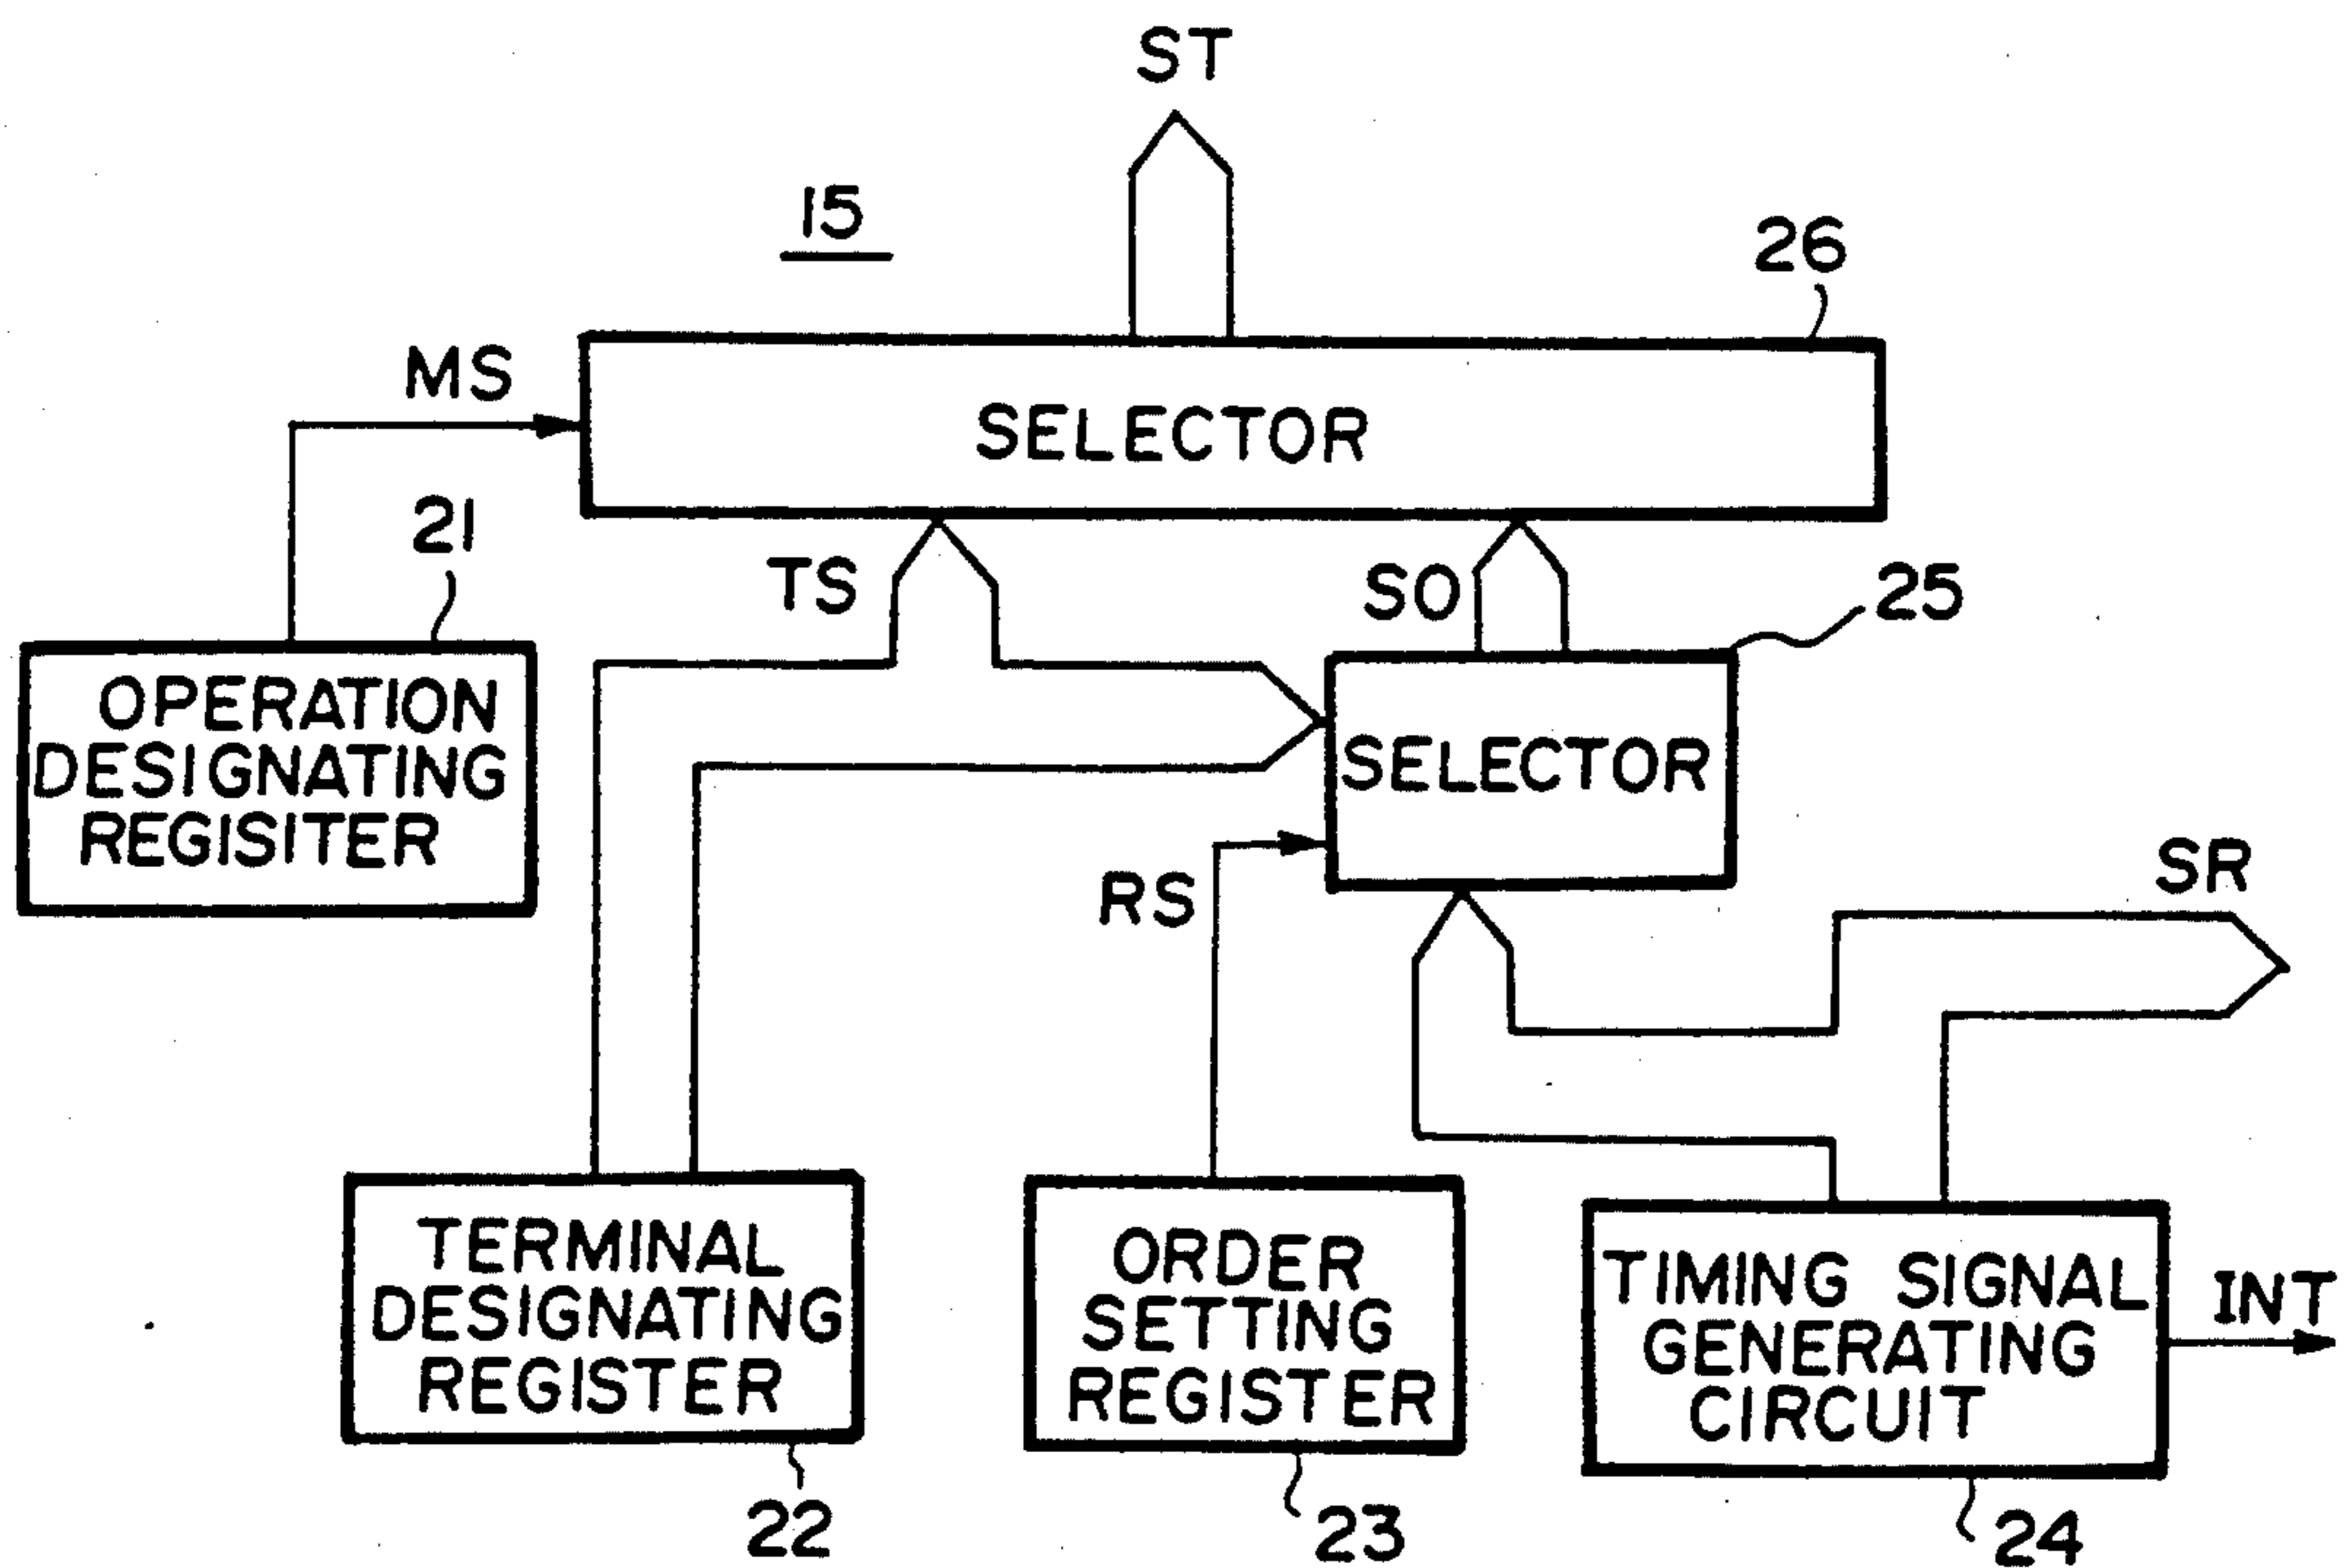 ST
15
26
MS
SELECTOR
21
TS
SO
25
OPERATION
DESIGNATING
REGISITER
SELECTOR
RS
SR
TERMINAL
DESIGNATING
REGISTER
ORDER
SETTING
REGISTER
TIMING SIGNAL
GENERATING
CIRCUIT
INT
22
23
24